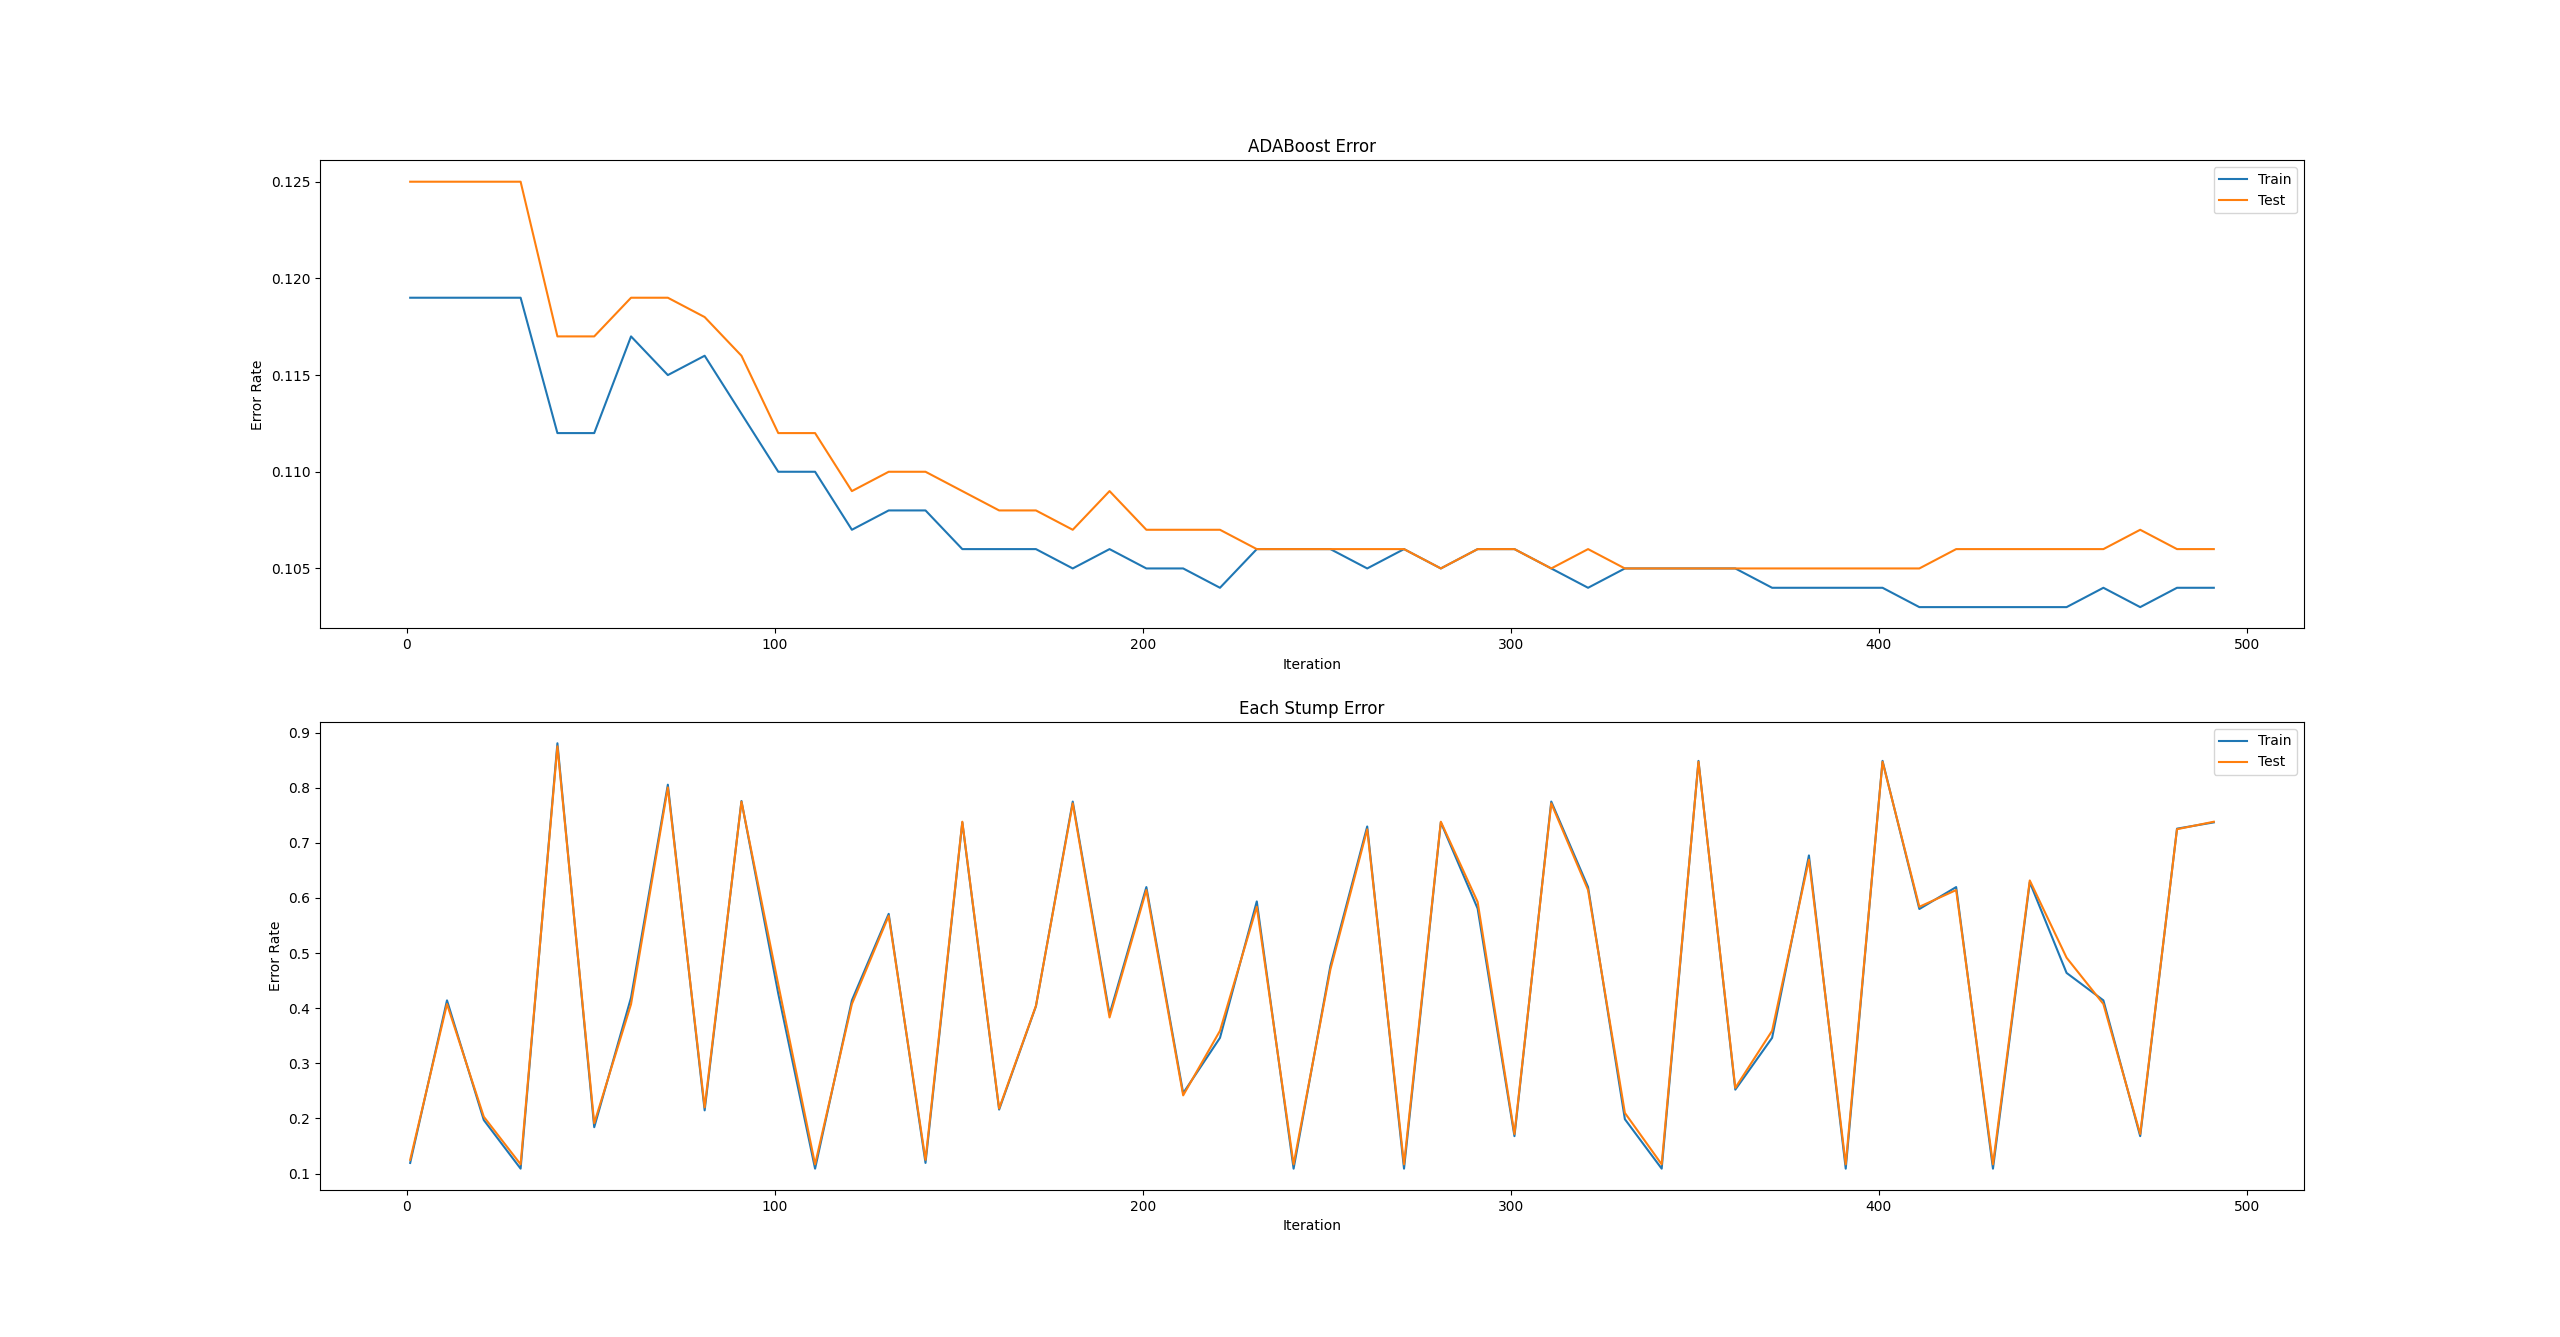 ADABoost Error
Train
Test
0.125
0.120
0.115
0.110
0.105
Error Rate
0 100 200 300 400 500
Iteration
Each Stump Error
Train
Test
0.9
0.8
0.7
0.6
0.5
0.4
0.3
0.2
0.1
Error Rate
0 100 200 300 400 500
Iteration